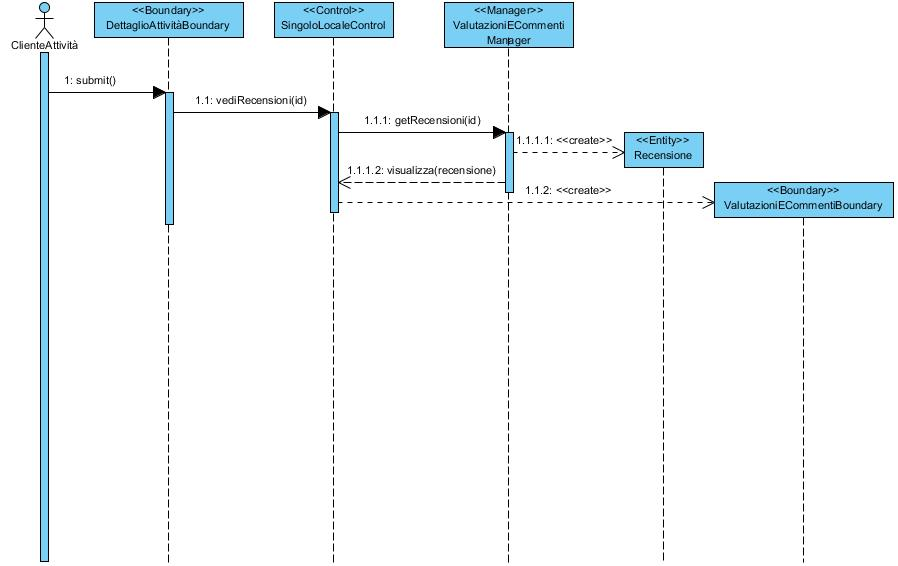 <<Boundary>>
DettaglioAttivitàBoundary
<<Control>>
SingoloLocaleControl
<<Manager>>
ValutazioniECommenti
Manager
ClienteAttività
1: submit()
1.1: vediRecensioni(id)
1.1.1: getRecensioni(id)
1.1.1.1: <<create>>
<<Entity>>
Recensione
1.1.1.2: visualizza(recensione)
1.1.2: <<create>>
<<Boundary>>
ValutazioniECommentiBoundary